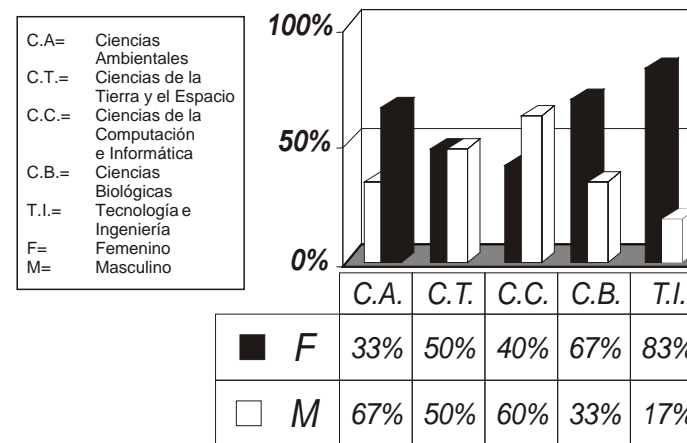 C.A= Ciencias
Ambientales
C.T.= Ciencias de la
Tierra y el Espacio
C.C.= Ciencias de la
Computación
e Informática
C.B.= Ciencias
Biológicas
T.I.= Tecnología e
Ingeniería
F= Femenino
M= Masculino
100%
50%
0%
C.A. C.T. C.C. C.B. T.I.
F 33% 50% 40% 67% 83%
M 67% 50% 60% 33% 17%